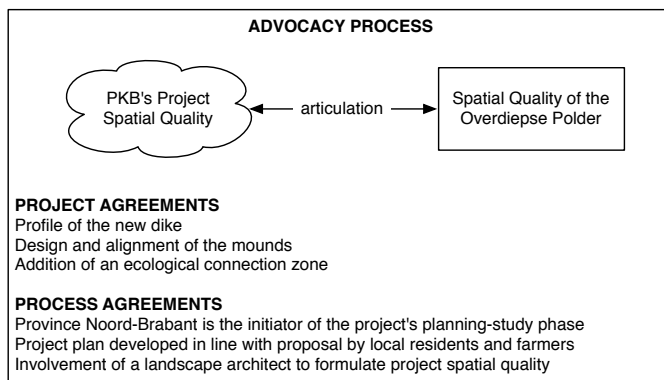 ADVOCACY PROCESS
PKB's Project
Spatial Quality
articulation
Spatial Quality of the
Overdiepse Polder
PROJECT AGREEMENTS
Profile of the new dike
Design and alignment of the mounds
Addition of an ecological connection zone
PROCESS AGREEMENTS
Province Noord-Brabant is the initiator of the project's planning-study phase
Project plan developed in line with proposal by local residents and farmers
Involvement of a landscape architect to formulate project spatial quality